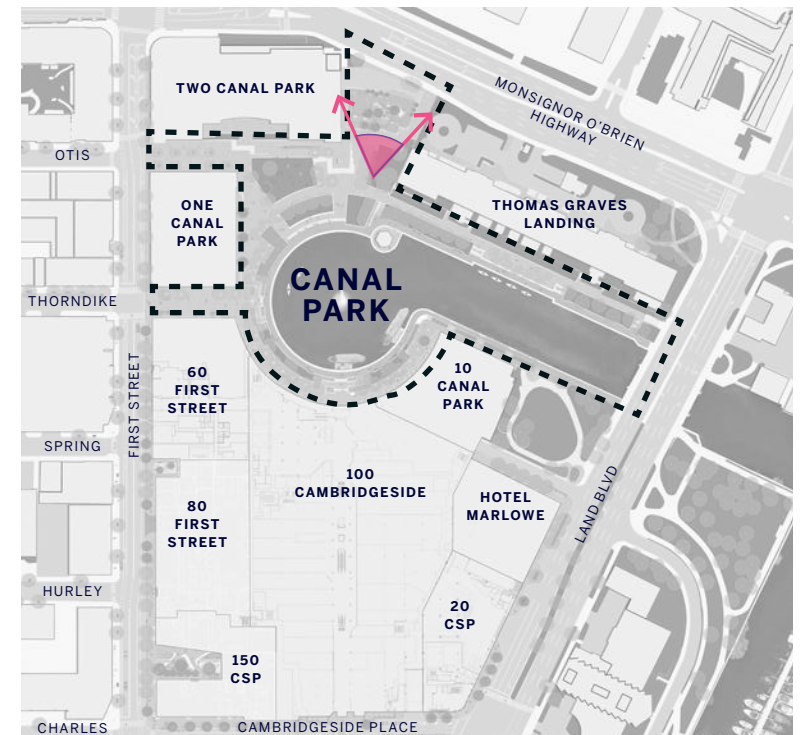 TWO CANAL PARK
MONSIGNOR O'BRIEN
HIGHWAY
OTIS
ONE
CANAL
PARK
THOMAS GRAVES
LANDING
CANAL
PARK
THORNDIKE
60
FIRST
STREET
10
CANAL
PARK
FIRST STREET
SPRING
100
CAMBRIDGESIDE
HOTEL
MARLOWE
LAND BLVD
80
FIRST
STREET
HURLEY
20
CSP
150
CSP
CHARLES
CAMBRIDGESIDE PLACE